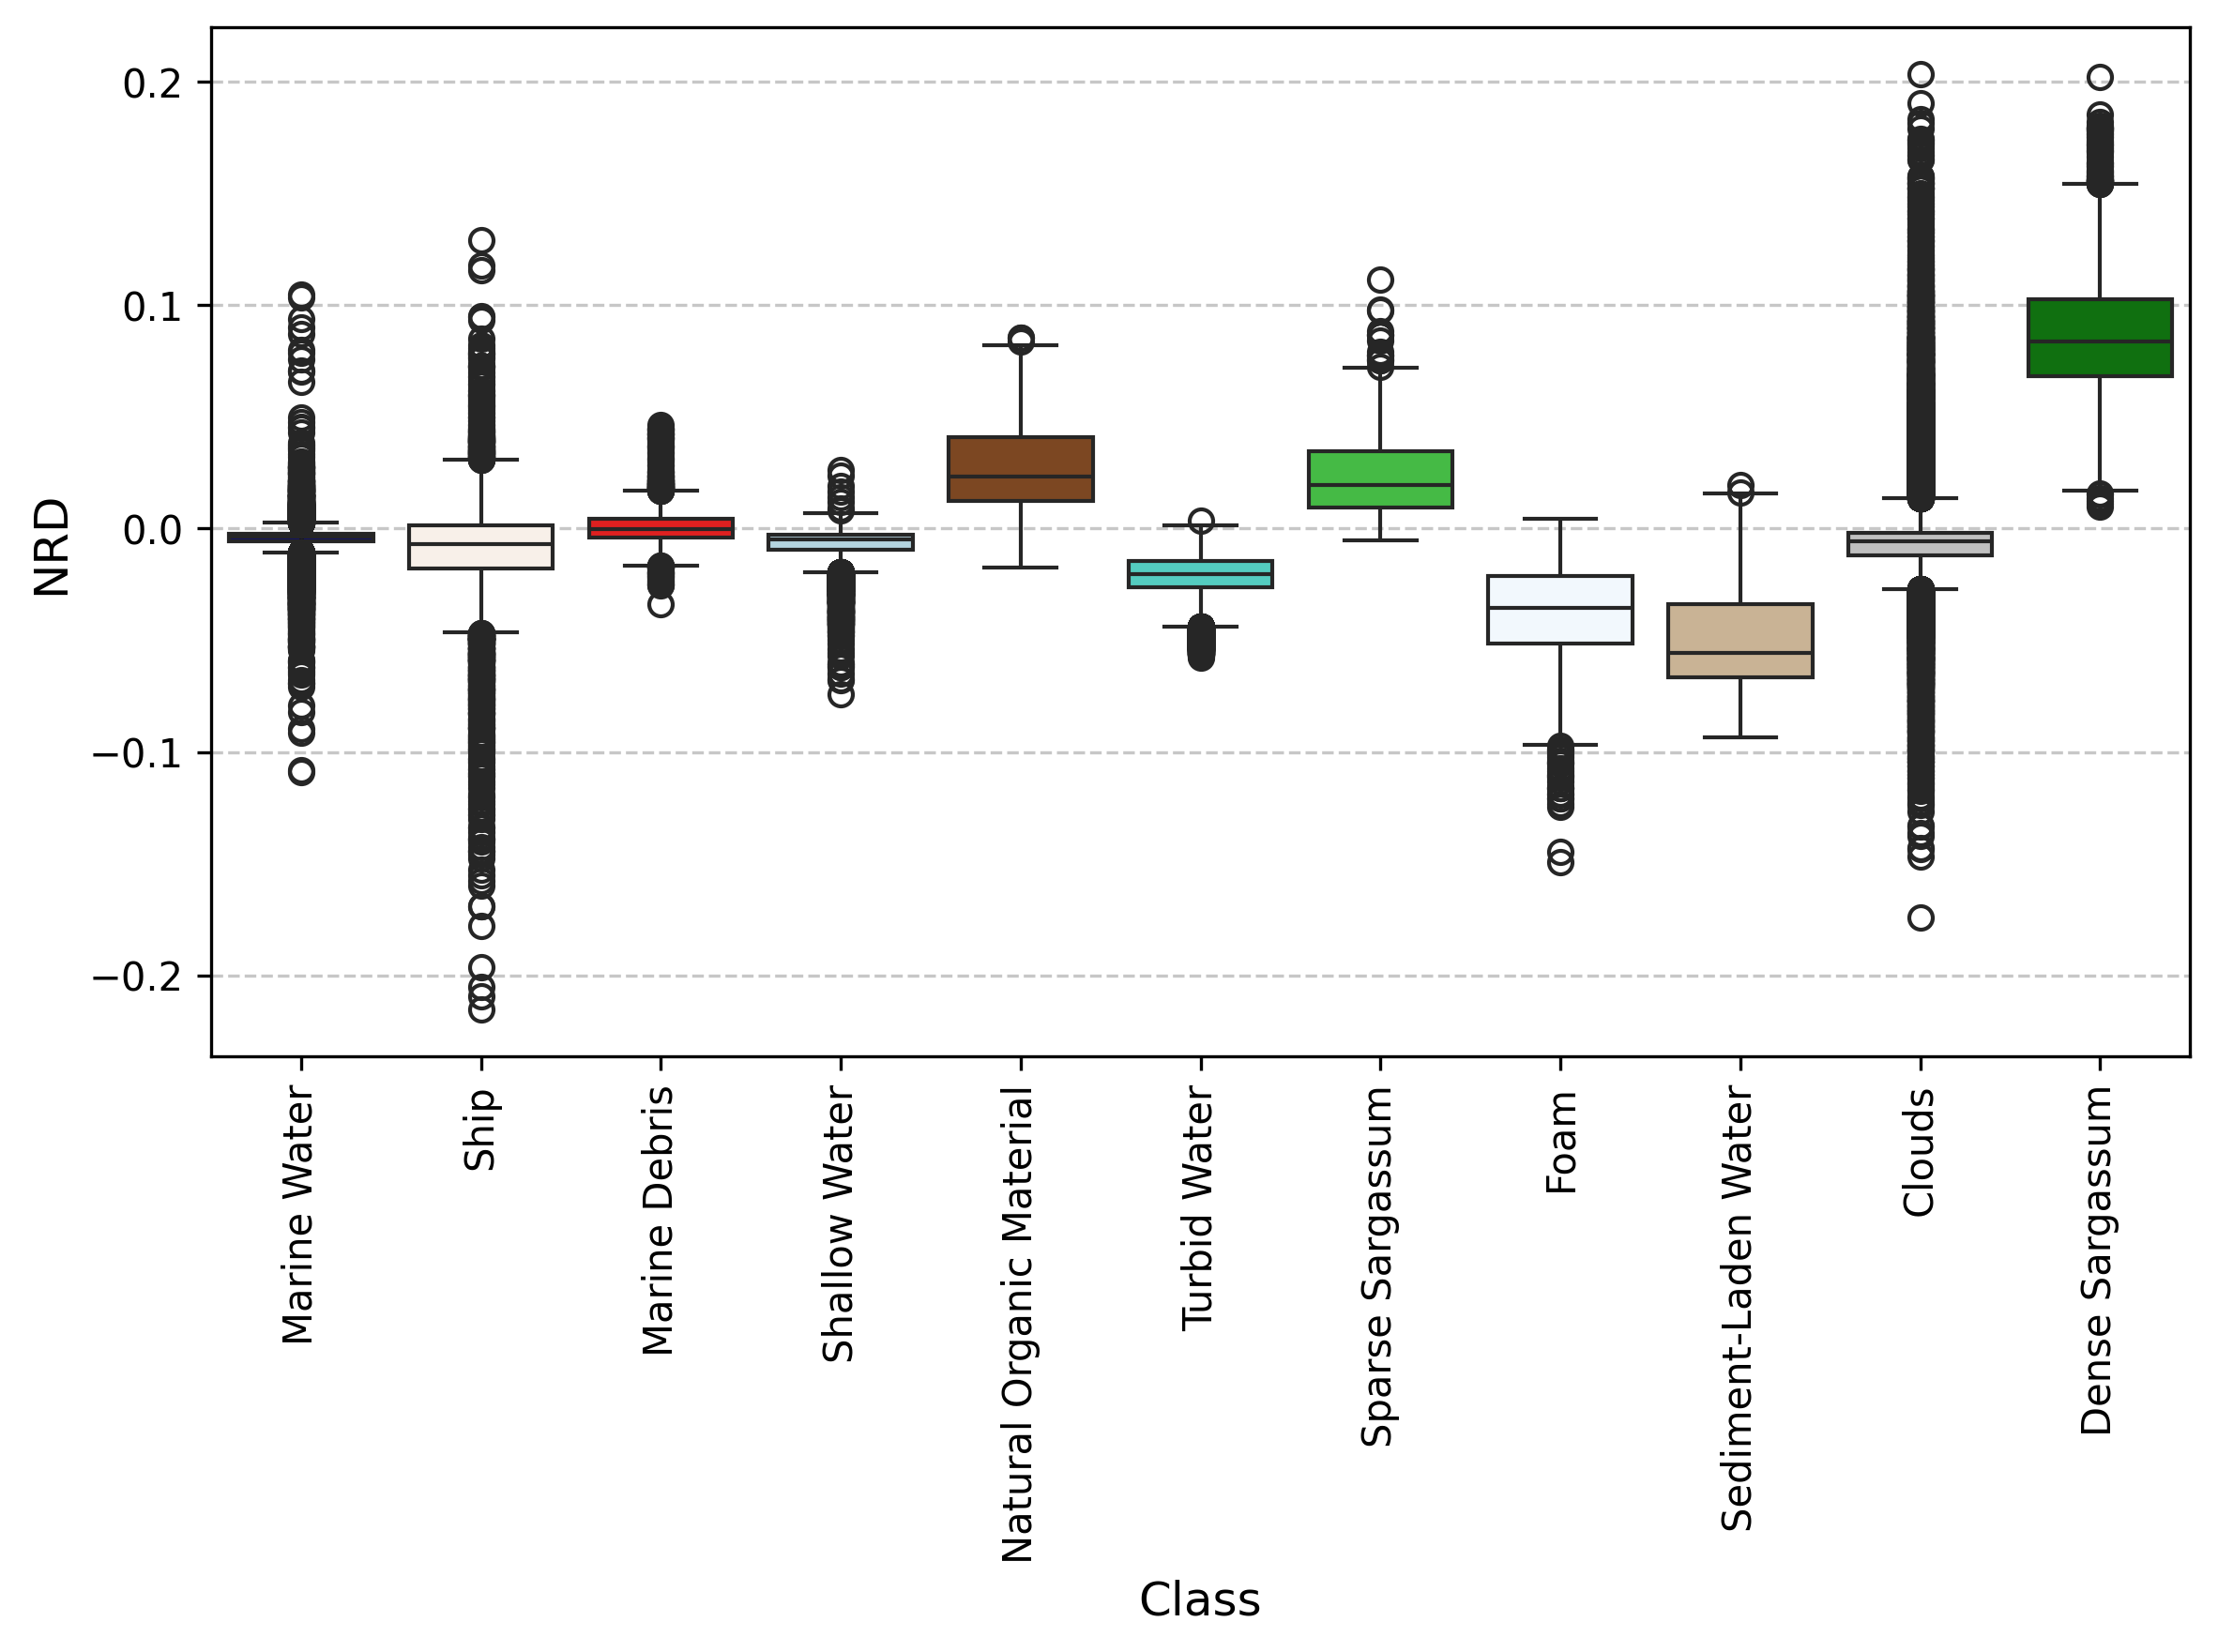 NRD
0.2
0.1
0.0
−0.1
−0.2
Marine Water
Ship
Marine Debris
Shallow Water
Natural Organic Material
Turbid Water
Sparse Sargassum
Foam
Sediment-Laden Water
Clouds
Dense Sargassum
Class